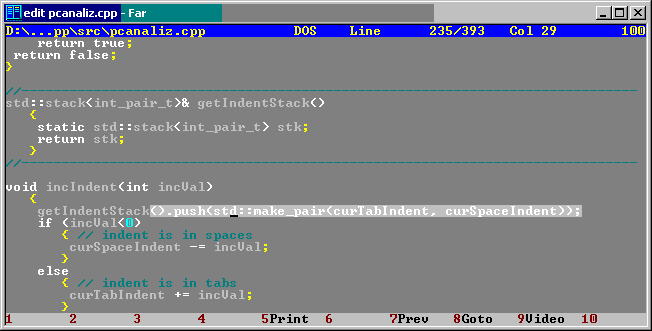 edit pcanaliz.cpp - Far
D:\...pp\src\pcanaliz.cpp DOS Line 235/393 Col 29 100
return true;
return false;
}
//------------------------------------------------------------------------------
std::stack<int_pair_t>& getIndentStack()
{
static std::stack<int_pair_t> stk;
return stk;
}
//------------------------------------------------------------------------------
void incIndent(int incVal)
{
getIndentStack().push(std::make_pair(curTabIndent, curSpaceIndent));
if (incVal<0)
{ // indent is in spaces
curSpaceIndent -= incVal;
}
else
{ // indent is in tabs
curTabIndent += incVal;
}
1 2 3 4 5Print 6 7Prev 8Goto 9Video 10